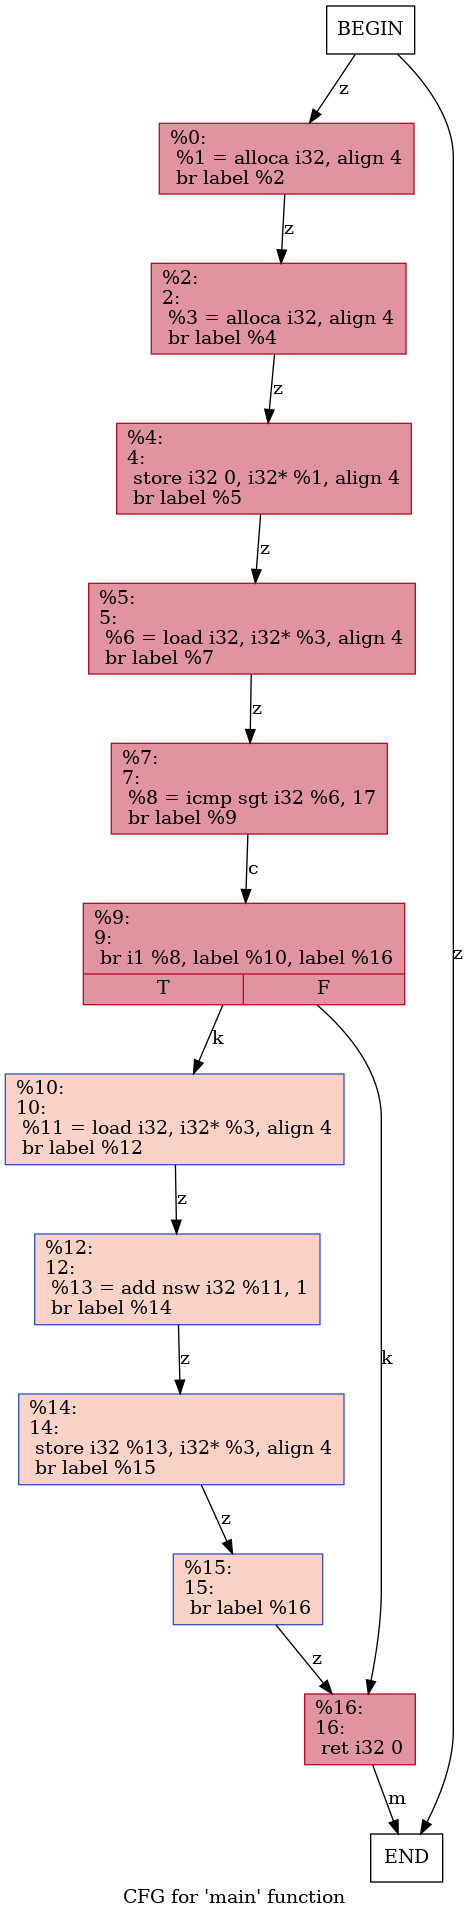 BEGIN
z
%0:
%1 = alloca i32, align 4
br label %2
z
%2:
2:
%3 = alloca i32, align 4
br label %4
z
%4:
4:
store i32 0, i32* %1, align 4
br label %5
z
%5:
5:
%6 = load i32, i32* %3, align 4
br label %7
z
%7:
7:
%8 = icmp sgt i32 %6, 17
br label %9
c
%9:
9:
br i1 %8, label %10, label %16
T F
z
k
%10:
10:
%11 = load i32, i32* %3, align 4
br label %12
z
%12:
12:
%13 = add nsw i32 %11, 1
br label %14
z
k
%14:
14:
store i32 %13, i32* %3, align 4
br label %15
z
%15:
15:
br label %16
z
%16:
16:
ret i32 0
m
END
CFG for 'main' function